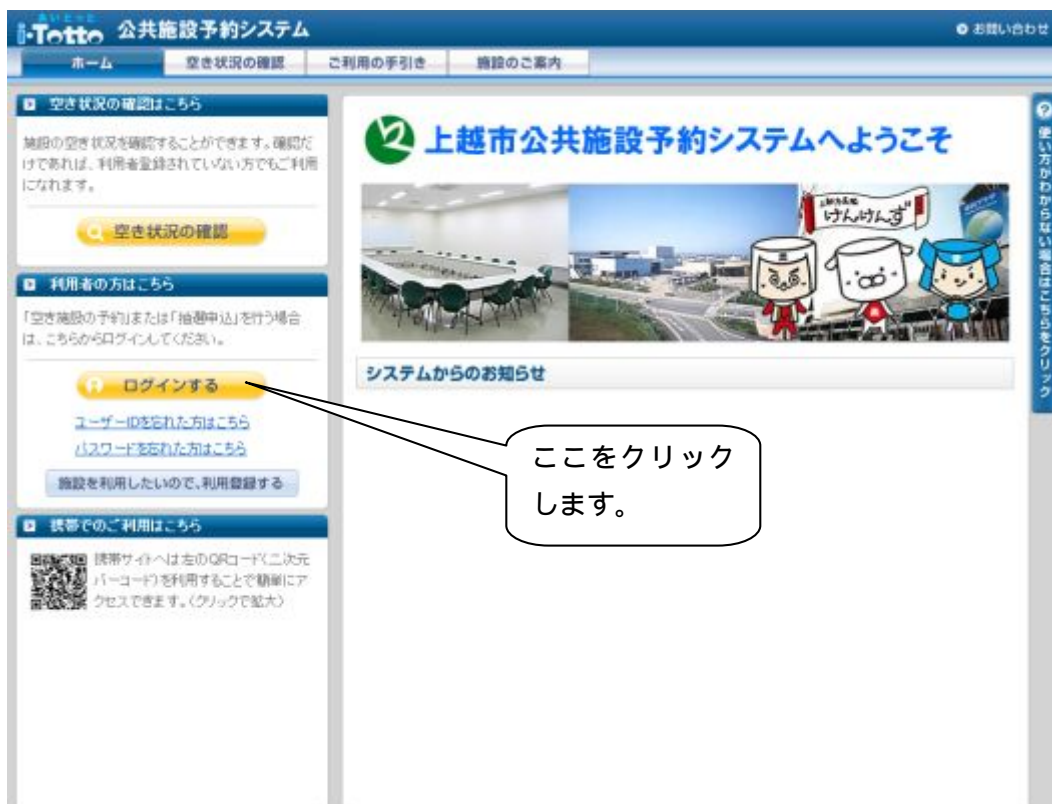 あいとっと
i-Totto 公共施設予約システム
お問い合わせ
ホーム
空き状況の確認
ご利用の手引き
施設のご案内
空き状況の確認はこちら
施設の空き状況を確認することができます。確認だ
けであれば、利用者登録されていない方でもご利用
になれます。
空き状況の確認
利用者の方はこちら
「空き施設の予約」または「抽選申込」を行う場合
は、こちらからログインしてください。
ログインする
ユーザーIDを忘れた方はこちら
パスワードを忘れた方はこちら
施設を利用したいので、利用登録する
携帯でのご利用はこちら
携帯サイトへは左のQRコード(二次元
バーコード)を利用することで簡単にア
クセスできます。(クリックで拡大)
上越市公共施設予約システムへようこそ
けんけんず
システムからのお知らせ
ここをクリック
します。
使い方がわからない場合はこちらをクリック